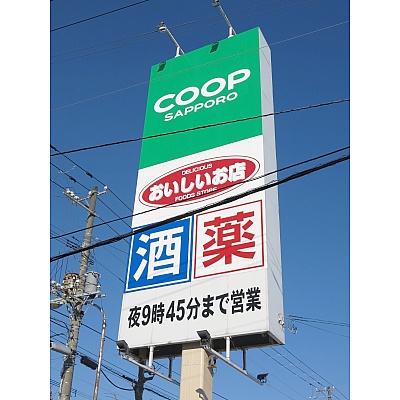 COOP
SAPPORO
DELICIOUS
おいしいお店
FOODS STORE
酒 薬
夜9時45分まで営業